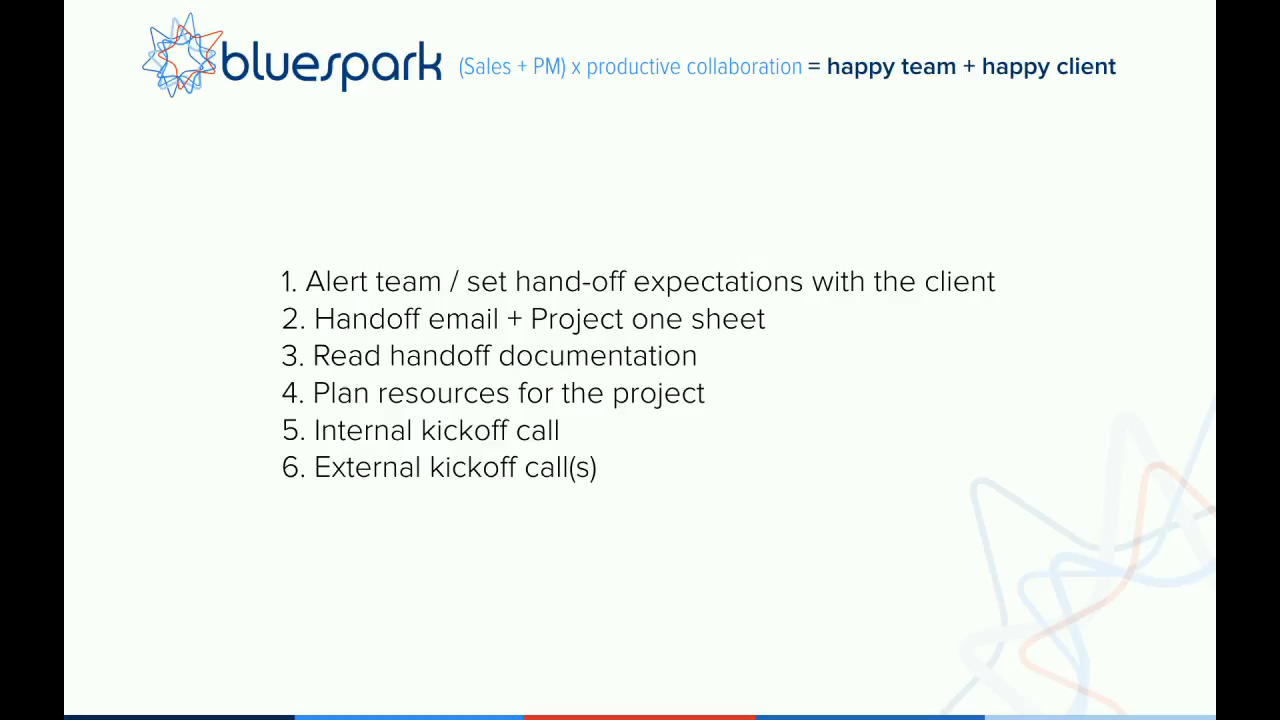 bluespark (Sales + PM) x productive collaboration = happy team + happy client
1. Alert team / set hand-off expectations with the client
2. Handoff email + Project one sheet
3. Read handoff documentation
4. Plan resources for the project
5. Internal kickoff call
6. External kickoff call(s)